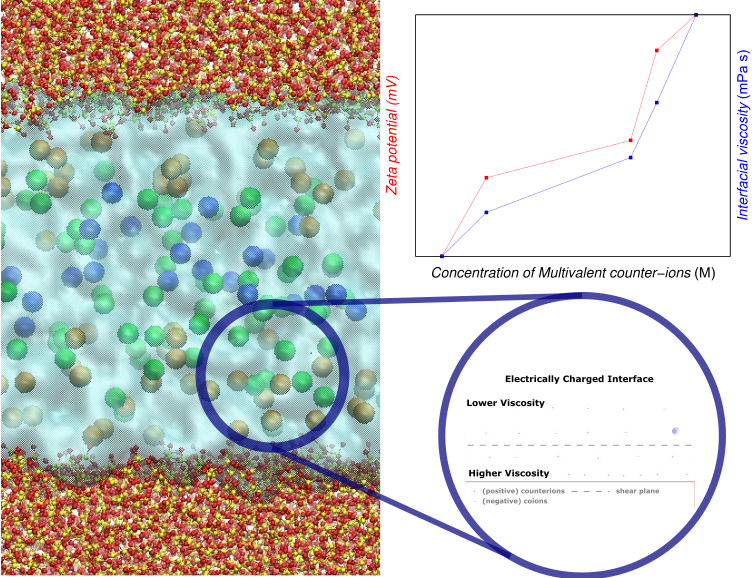 Zeta potential (mV)
Interfacial viscosity (mPa s)
Concentration of Multivalent counter−ions (M)
Electrically Charged Interface
Lower Viscosity
Higher Viscosity
(positive) counterions
shear plane
(negative) coions